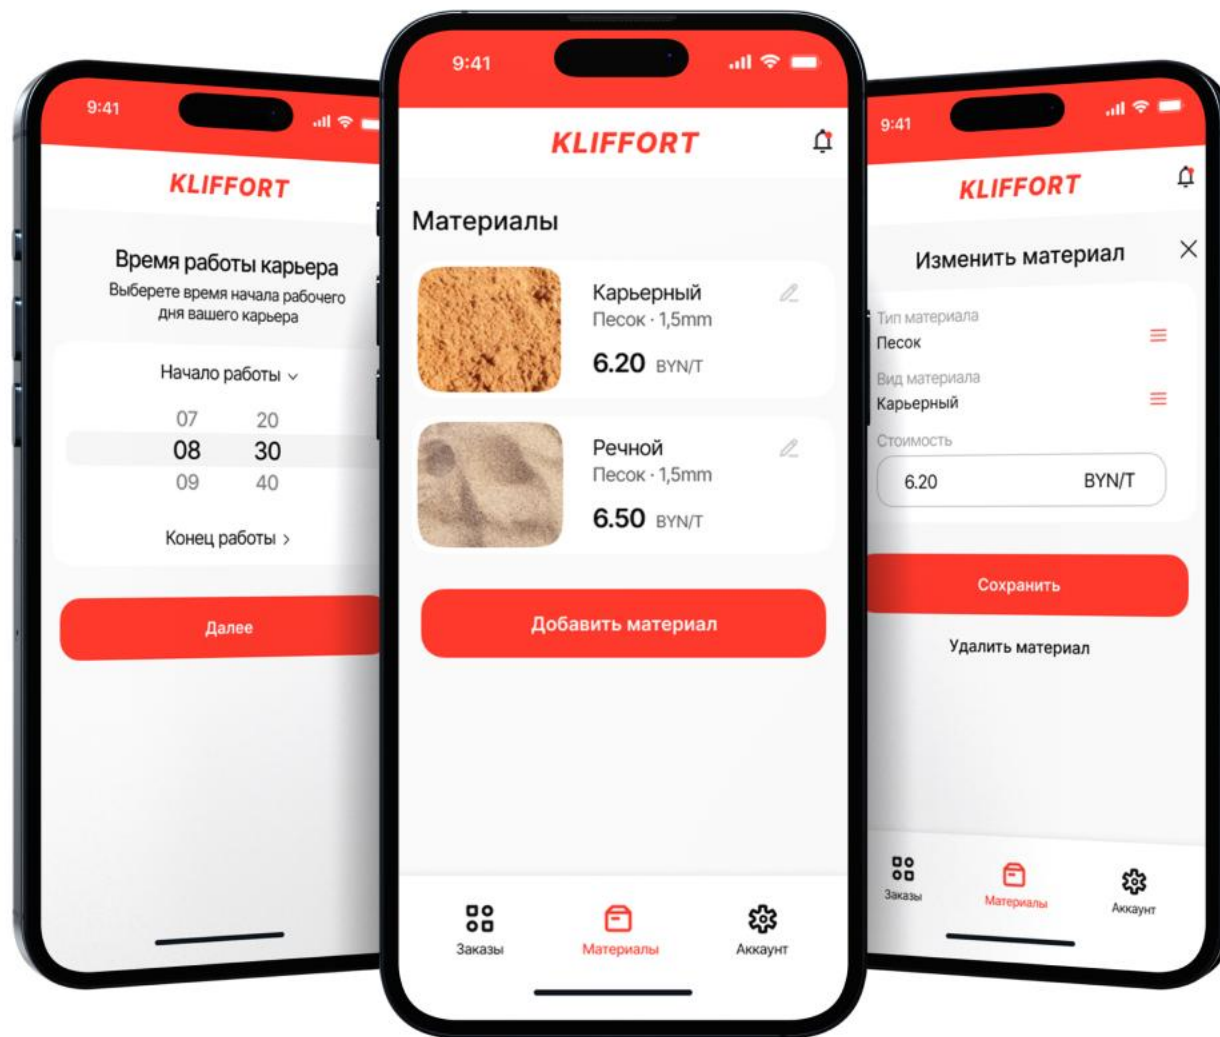 9:41
KLIFFORT
Время работы карьера
Выберете время начала рабочего
дня вашего карьера
Начало работы
07 20
08 30
09 40
Конец работы
Далее
9:41
KLIFFORT
Материалы
Карьерный
Песок · 1,5mm
6.20 BYN/T
Речной
Песок · 1,5mm
6.50 BYN/T
Добавить материал
Заказы
Материалы
Аккаунт
9:41
KLIFFORT
Изменить материал
Тип материала
Песок
Вид материала
Карьерный
Стоимость
6.20 BYN/T
Сохранить
Удалить материал
Заказы
Материалы
Аккаунт